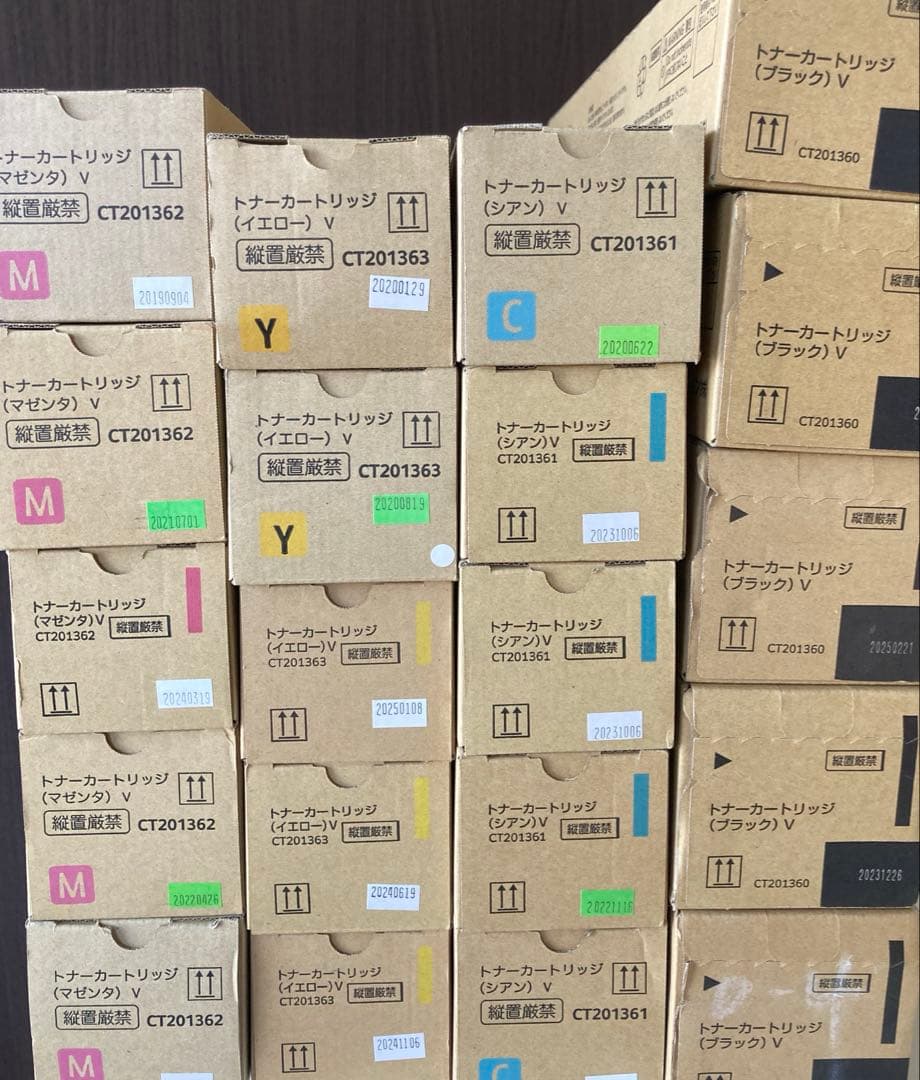 トナーカートリッジ
マゼンタ） V
縦置厳禁 CT201362
M
20190904
トナーカートリッジ
（マゼンタ） V
縦置厳禁 CT201362
M
20210701
トナーカートリッジ
（マゼンタ）V
CT201362 縦置厳禁
20240319
トナーカートリッジ
（マゼンタ） V
縦置厳禁 CT201362
M
20220426
トナーカートリッジ
（マゼンタ） V
縦置厳禁 CT201362
M
トナーカートリッジ
（イエロー） V
縦置厳禁 CT201363
20200129
Y
トナーカートリッジ
（イエロー） V
縦置厳禁 CT201363
20200819
Y
トナーカートリッジ
（イエロー）V
CT201363 縦置厳禁
20250108
トナーカートリッジ
（イエロー）V
CT201363 縦置厳禁
20240619
トナーカートリッジ
（イエロー）V
CT201363 縦置厳禁
20241106
トナーカートリッジ
（シアン） V
縦置厳禁 CT201361
C
20200622
トナーカートリッジ
（シアン）V
CT201361 縦置厳禁
20231006
トナーカートリッジ
（シアン）V
CT201361 縦置厳禁
20231006
トナーカートリッジ
（シアン）V
CT201361 縦置厳禁
20221116
トナーカートリッジ
（シアン） V
縦置厳禁 CT201361
C
トナーカートリッジ
（ブラック）V
CT201360
トナーカートリッジ
（ブラック）V
CT201360
縦置厳禁
トナーカートリッジ
（ブラック）V
CT201360
20250221
縦置厳禁
トナーカートリッジ
（ブラック）V
CT201360
20231226
縦置厳禁
トナーカートリッジ
（ブラック）V